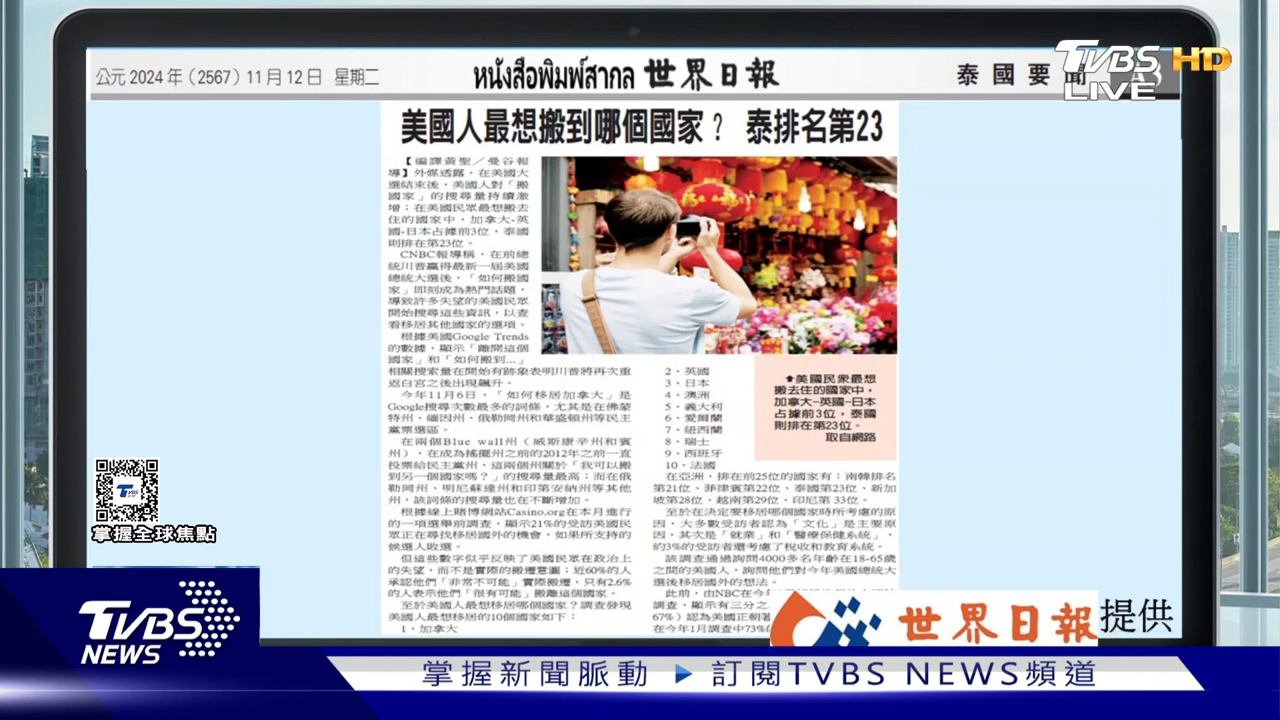 公元 2024 年（2567）11 月 12 日 星期二
หนังสือพิมพ์สากล 世界日報
泰國要聞 A3
TVBS HD
LIVE
美國人最想搬到哪個國家？ 泰排名第23
【編譯黃聖／曼谷報
導】外媒透露，在美國大
選結束後，美國人對「搬
國家」的搜尋量持續激
增；在美國民眾最想搬去
住的國家中，加拿大-英
國-日本占據前3位，泰國
則排在第23位。
CNBC報導稱，在前總
統川普贏得最新一屆美國
總統大選後，「如何搬國
家」即刻成為熱門話題，
導致許多失望的美國民眾
開始搜尋這些資訊，以查
看移居其他國家的選項。
根據美國Google Trends
的數據，顯示「離開這個
國家」和「如何搬到...」
相關搜索量在開始有跡象表明川普將再次重
返白宮之後出現飆升。
今年11月6日，「如何移居加拿大」是
Google搜尋次數最多的詞條，尤其是在佛蒙
特州、緬因州、俄勒岡州和華盛頓州等民主
黨票選區。
在兩個Blue wall州（威斯康辛州和賓
州），在成為搖擺州之前的2012年之前一直
投票給民主黨州，這兩個州關於「我可以搬
到另一個國家嗎？」的搜尋量最高；而在俄
勒岡州、明尼蘇達州和印第安納州等其他
州，該詞條的搜尋量也在不斷增加。
根據線上賭博網站Casino.org在本月進行
的一項選舉前調查，顯示21%的受訪美國民
眾正在尋找移居國外的機會，如果所支持的
候選人敗選。
但這些數字似乎反映了美國民眾在政治上
的失望，而不是實際的搬遷意圖；近60%的人
承認他們「非常不可能」實際搬遷，只有2.6%
的人表示他們「很有可能」搬離這個國家。
至於美國人最想移居哪個國家？調查發現
美國人最想移居的10個國家如下：
1、加拿大
2、英國
3、日本
4、澳洲
5、義大利
6、愛爾蘭
7、紐西蘭
8、瑞士
9、西班牙
10、法國
⬆美國民眾最想
搬去住的國家中，
加拿大-英國-日本
占據前3位，泰國
則排在第23位。
取自網路
在亞洲，排在前25位的國家有：南韓排名
第21位、菲律賓第22位、泰國第23位、新加
坡第28位、越南第29位、印尼第 33位。
至於在決定要移居哪個國家時所考慮的原
因，大多數受訪者認為「文化」是主要原
因，其次是「就業」和「醫療保健系統」，
約3%的受訪者還考慮了稅收和教育系統。
該調查通過詢問4000多名年齡在18-65歲
之間的美國人，詢問他們對今年美國總統大
選後移居國外的想法。
此前，由NBC在今年
調查，顯示有三分之
67%）認為美國正朝著
在今年1月調查中73%的
世界日報 提供
TVBS
掌握全球焦點
TVBS
NEWS
掌握新聞脈動 ▶ 訂閱TVBS NEWS頻道